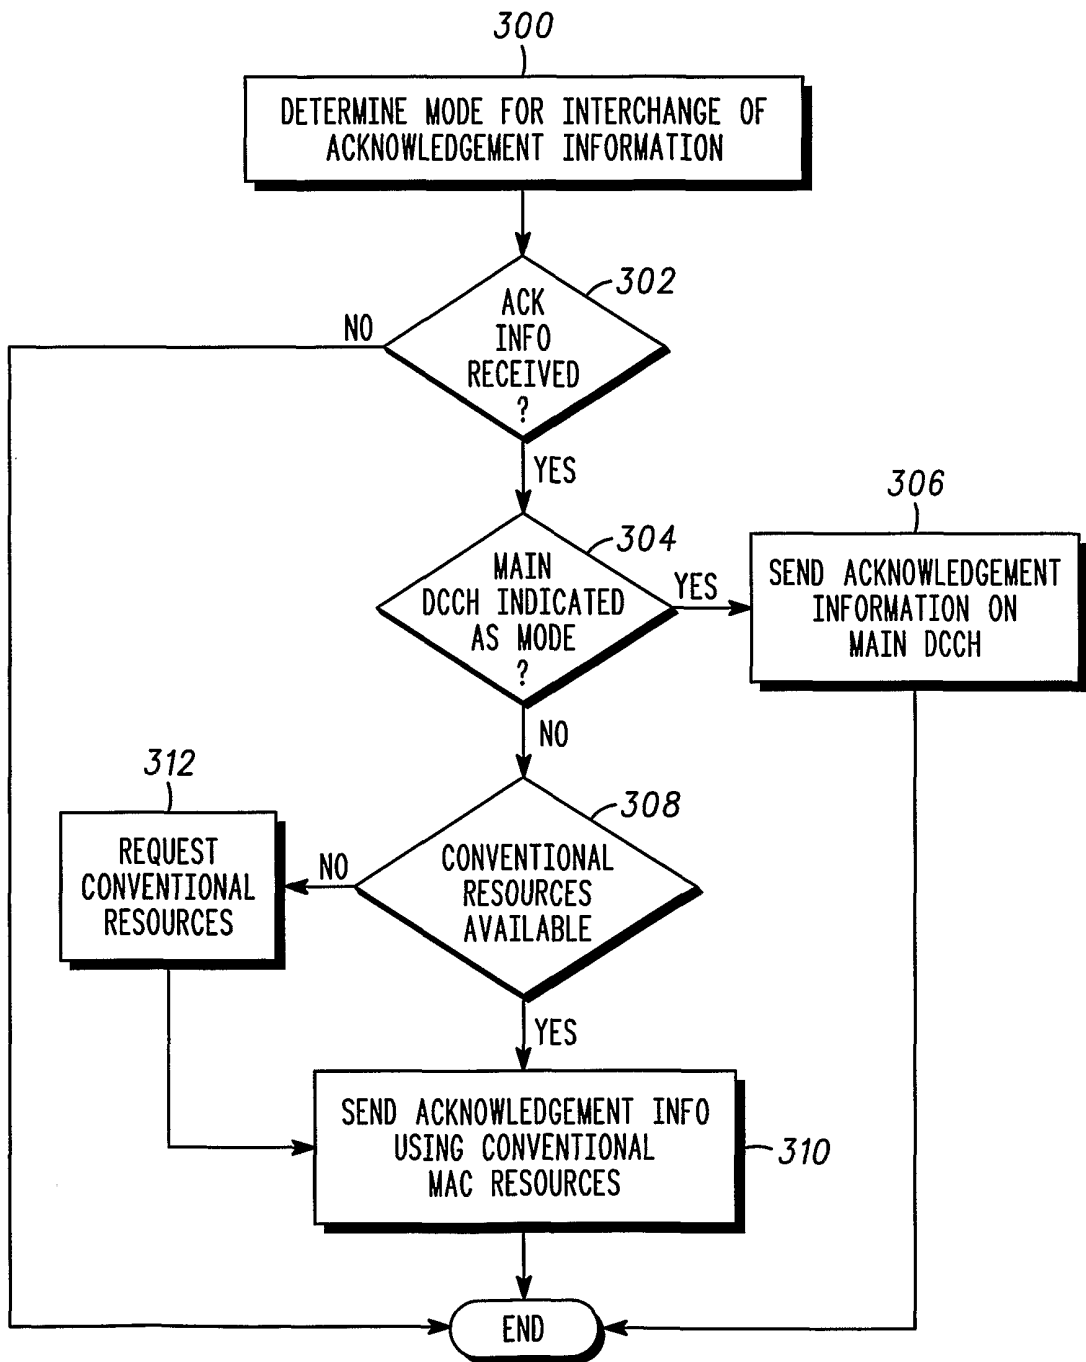 300
DETERMINE MODE FOR INTERCHANGE OF
ACKNOWLEDGEMENT INFORMATION
302
ACK
INFO
RECEIVED
?
NO
YES
304
MAIN
DCCH INDICATED
AS MODE
?
YES
306
SEND ACKNOWLEDGEMENT
INFORMATION ON
MAIN DCCH
NO
308
CONVENTIONAL
RESOURCES
AVAILABLE
NO
312
REQUEST
CONVENTIONAL
RESOURCES
YES
SEND ACKNOWLEDGEMENT INFO
USING CONVENTIONAL
MAC RESOURCES
310
END